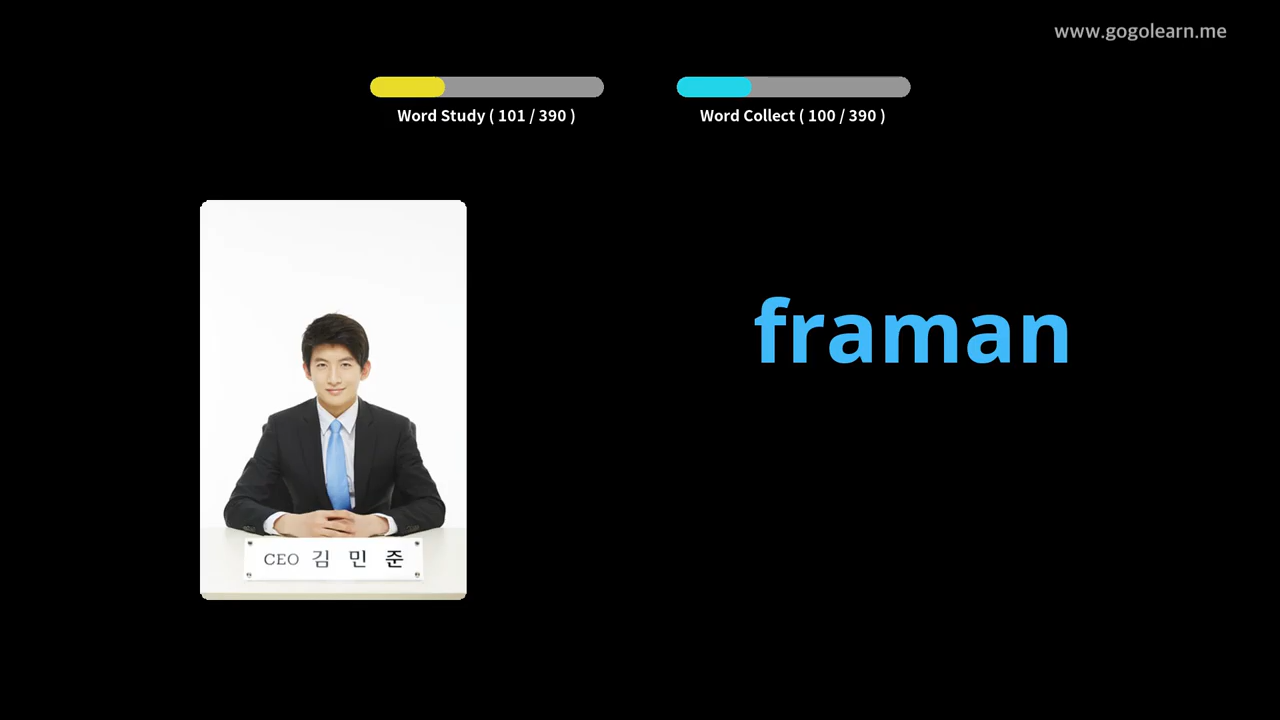 www.gogolearn.me
Word Study ( 101 / 390 )
Word Collect ( 100 / 390 )
framan
CEO 김 민 준